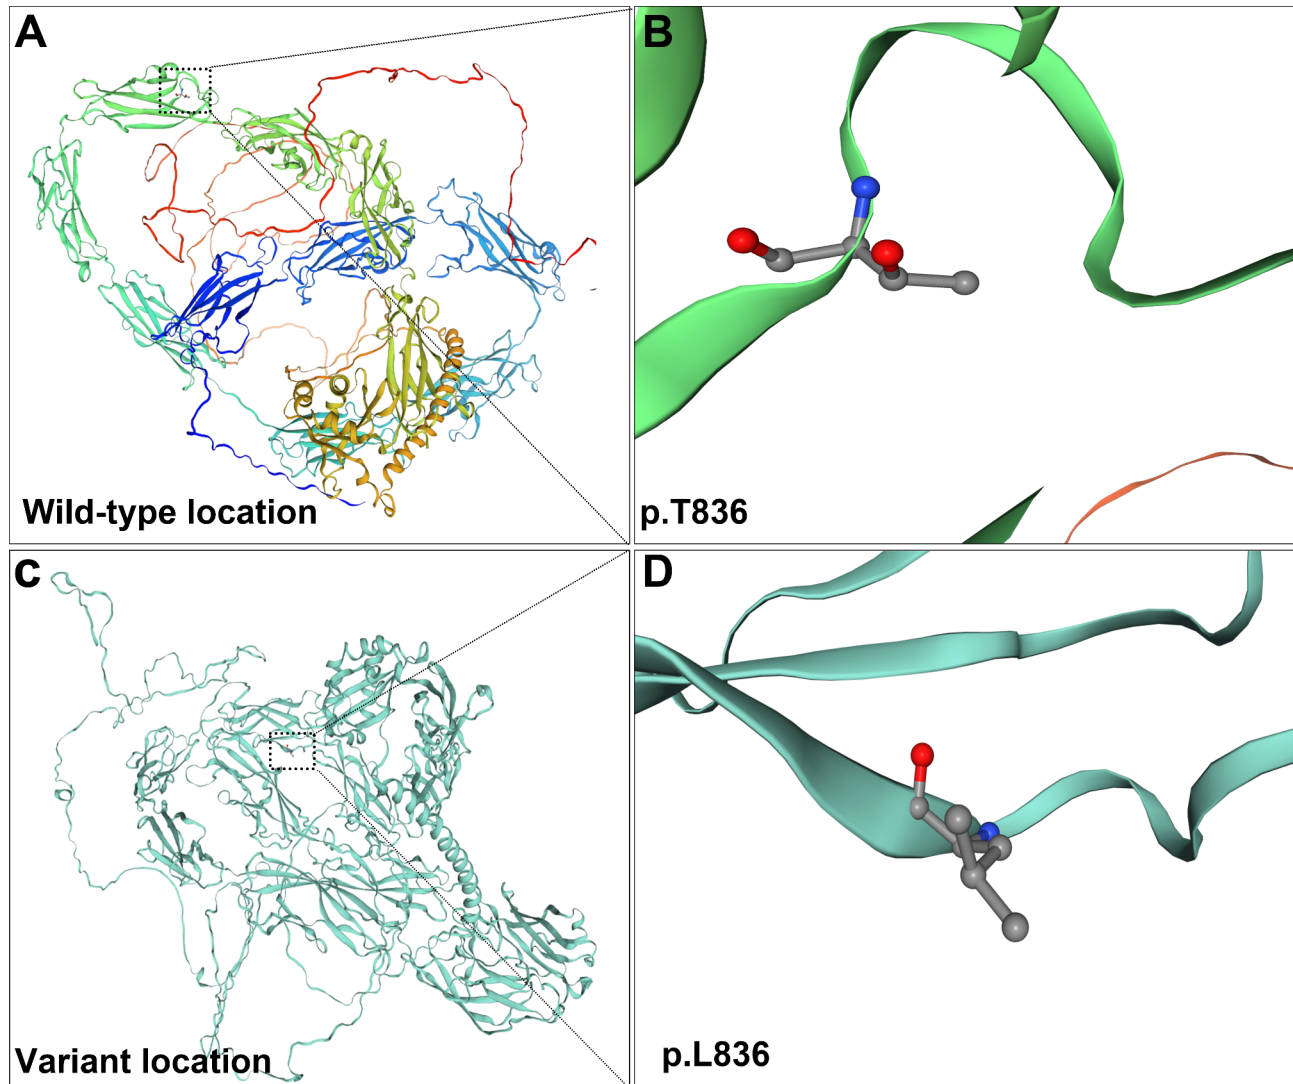 A
B
Wild-type location
p.T836
C
D
Variant location
p.L836